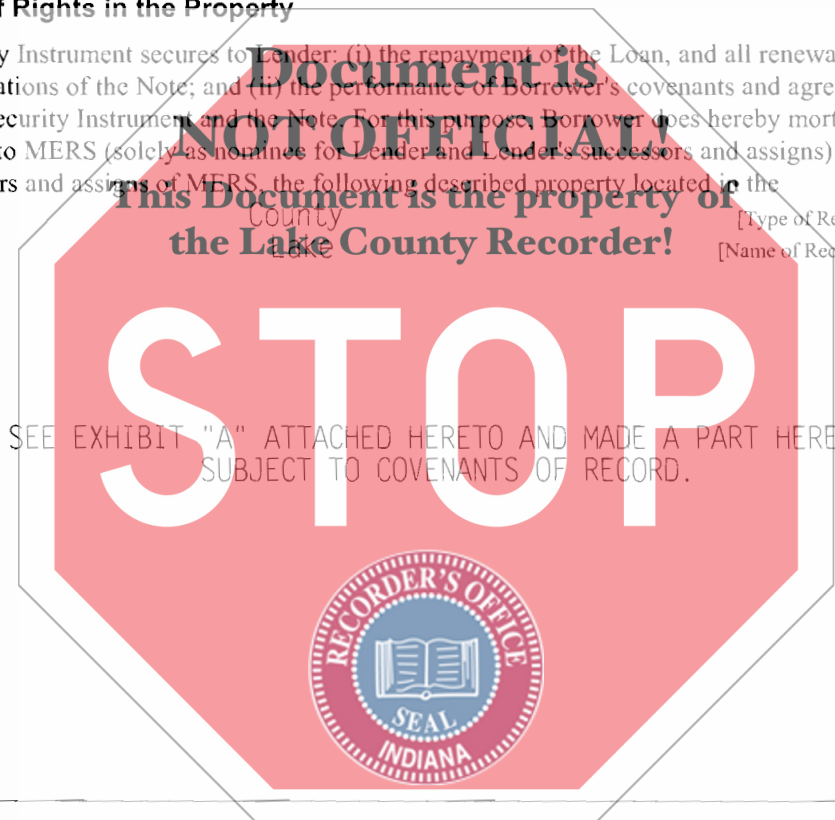 f Rights in the Property
y Instrument secures to Lender: (i) the repayment of the Loan, and all renewa
ations of the Note; and (ii) the performance of Borrower's covenants and agre
ecurity Instrument and the Note. For this purpose, Borrower does hereby mort
to MERS (solely as nominee for Lender and Lender's successors and assigns)
rs and assigns of MERS, the following described property located in the
County [Type of Re
Lake [Name of Rec
Document is
NOT OFFICIAL!
This Document is the property of
the Lake County Recorder!
STOP
SEE EXHIBIT "A" ATTACHED HERETO AND MADE A PART HERE
SUBJECT TO COVENANTS OF RECORD.
RECORDER'S OFFICE
SEAL
INDIANA